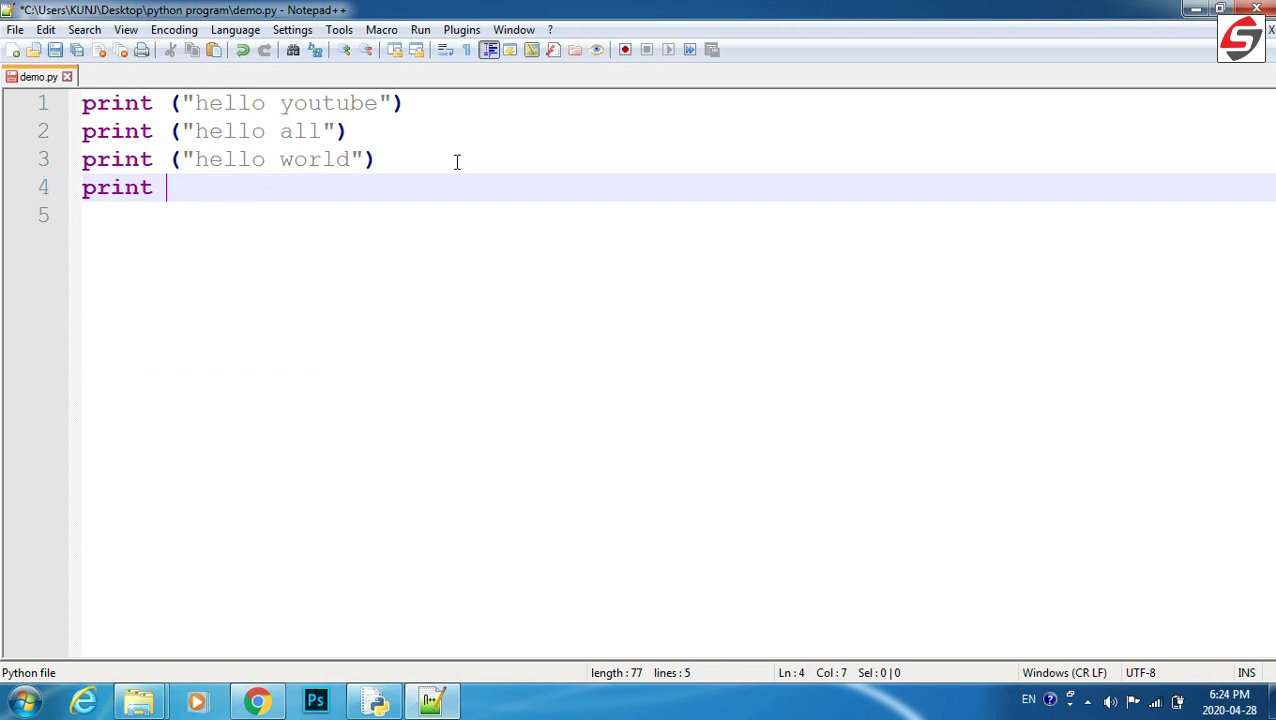 *C:\Users\KUNJ\Desktop\python program\demo.py - Notepad++
File Edit Search View Encoding Language Settings Tools Macro Run Plugins Window ? X
demo.py
1 print ("hello youtube")
2 print ("hello all")
3 print ("hello world")
4 print
5
Python file length : 77 lines : 5 Ln : 4 Col : 7 Sel : 0 | 0 Windows (CR LF) UTF-8 INS
Ps EN 6:24 PM
2020-04-28